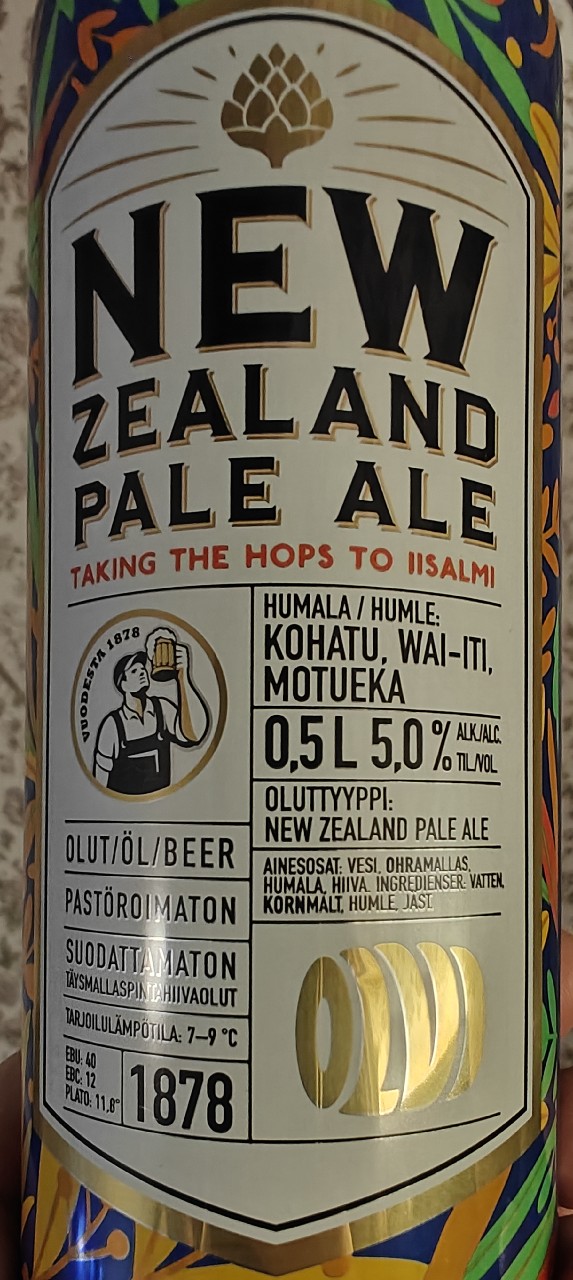 NEW
ZEALAND
PALE ALE
TAKING THE HOPS TO IISALMI
VUODESTA 1878
OLUT/ÖL/BEER
PASTÖROIMATON
SUODATTAMATON
TÄYSMALLASPINTAHIIVAOLUT
TARJOILULÄMPÖTILA: 7–9 °C
EBU: 40
EBC: 12
PLATO: 11,6°
1878
HUMALA / HUMLE:
KOHATU, WAI-ITI,
MOTUEKA
0,5 L 5,0 % ALK./ALC.
TIL./VOL.
OLUTTYYPPI:
NEW ZEALAND PALE ALE
AINESOSAT: VESI, OHRAMALLAS,
HUMALA, HIIVA. INGREDIENSER: VATTEN,
KORNMALT, HUMLE, JÄST.
OLVI